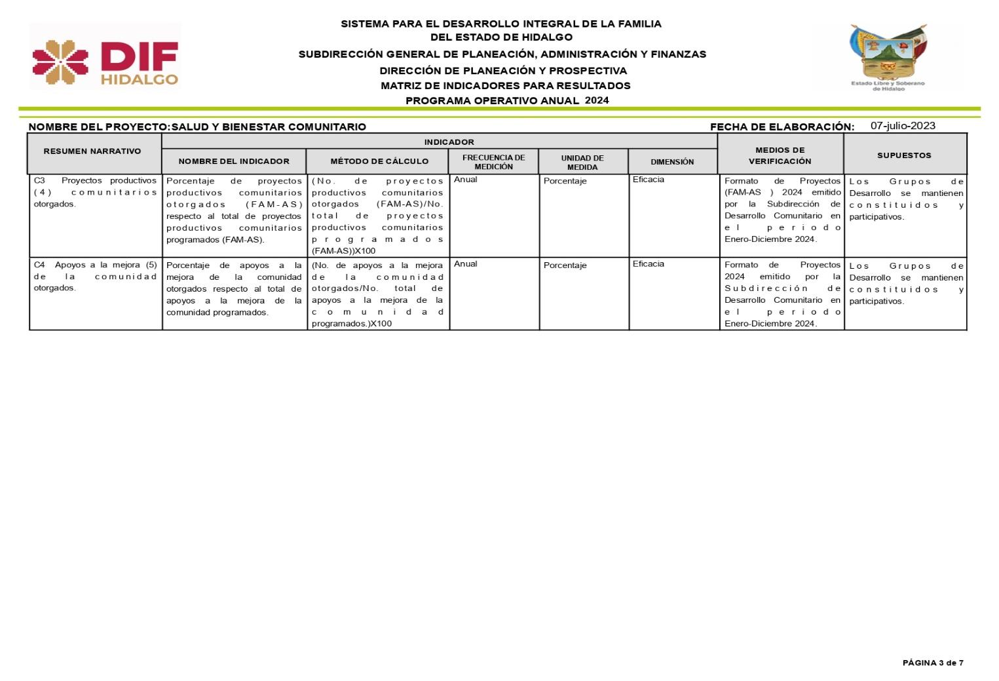 DIF
HIDALGO
SISTEMA PARA EL DESARROLLO INTEGRAL DE LA FAMILIA
DEL ESTADO DE HIDALGO
SUBDIRECCIÓN GENERAL DE PLANEACIÓN, ADMINISTRACIÓN Y FINANZAS
DIRECCIÓN DE PLANEACIÓN Y PROSPECTIVA
MATRIZ DE INDICADORES PARA RESULTADOS
PROGRAMA OPERATIVO ANUAL 2024
Estado Libre y Soberano
de Hidalgo
NOMBRE DEL PROYECTO:SALUD Y BIENESTAR COMUNITARIO
FECHA DE ELABORACIÓN: 07-julio-2023
RESUMEN NARRATIVO
INDICADOR
NOMBRE DEL INDICADOR
MÉTODO DE CÁLCULO
FRECUENCIA DE
MEDICIÓN
UNIDAD DE
MEDIDA
DIMENSIÓN
MEDIOS DE
VERIFICACIÓN
SUPUESTOS
C3 Proyectos productivos
(4) comunitarios
otorgados.
Porcentaje de proyectos
productivos comunitarios
otorgados (FAM-AS)
respecto al total de proyectos
productivos comunitarios
programados (FAM-AS).
(No. de proyectos
productivos comunitarios
otorgados (FAM-AS)/No.
total de proyectos
productivos comunitarios
programados
(FAM-AS))X100
Anual
Porcentaje
Eficacia
Formato de Proyectos
(FAM-AS ) 2024 emitido
por la Subdirección de
Desarrollo Comunitario en
el periodo
Enero-Diciembre 2024.
Los Grupos de
Desarrollo se mantienen
constituidos y
participativos.
C4 Apoyos a la mejora (5)
de la comunidad
otorgados.
Porcentaje de apoyos a la
mejora de la comunidad
otorgados respecto al total de
apoyos a la mejora de la
comunidad programados.
(No. de apoyos a la mejora
de la comunidad
otorgados/No. total de
apoyos a la mejora de la
comunidad
programados.)X100
Anual
Porcentaje
Eficacia
Formato de Proyectos
2024 emitido por la
Subdirección de
Desarrollo Comunitario en
el periodo
Enero-Diciembre 2024.
Los Grupos de
Desarrollo se mantienen
constituidos y
participativos.
PÁGINA 3 de 7